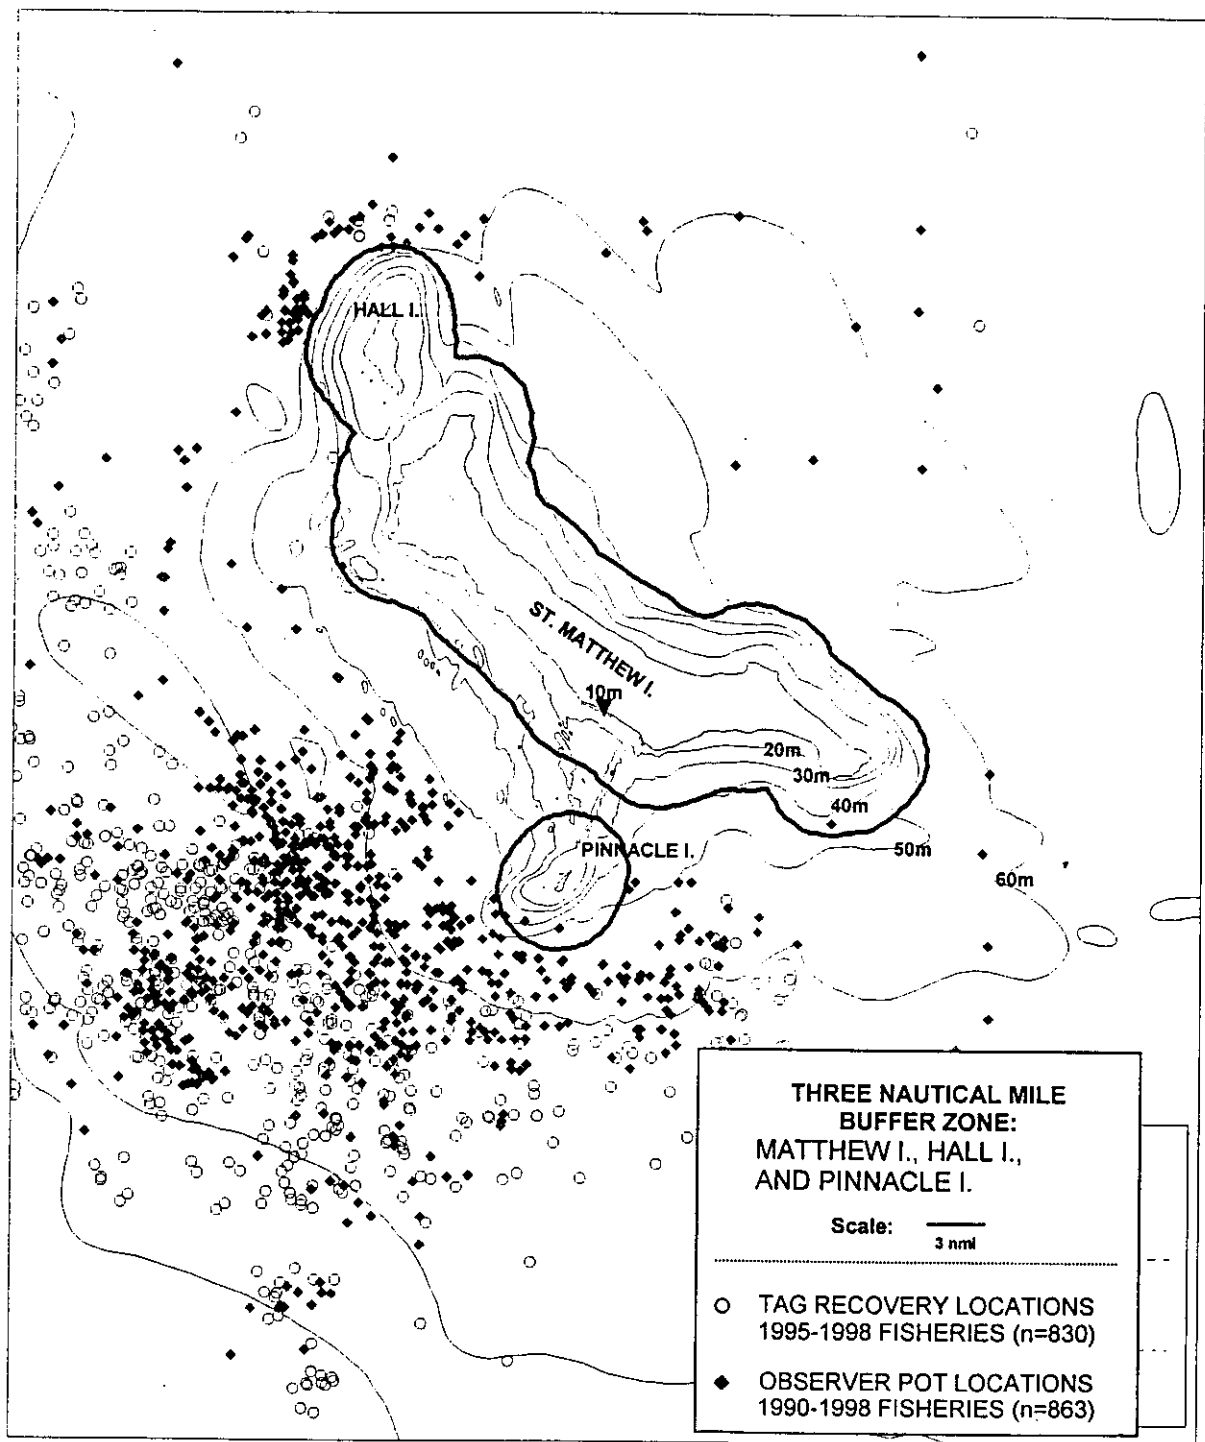 HALL I.
ST. MATTHEW I.
10m
20m
30m
40m
PINNACLE I.
50m
60m
THREE NAUTICAL MILE
BUFFER ZONE:
MATTHEW I., HALL I.,
AND PINNACLE I.
Scale:
3 nmi
TAG RECOVERY LOCATIONS
1995-1998 FISHERIES (n=830)
OBSERVER POT LOCATIONS
1990-1998 FISHERIES (n=863)